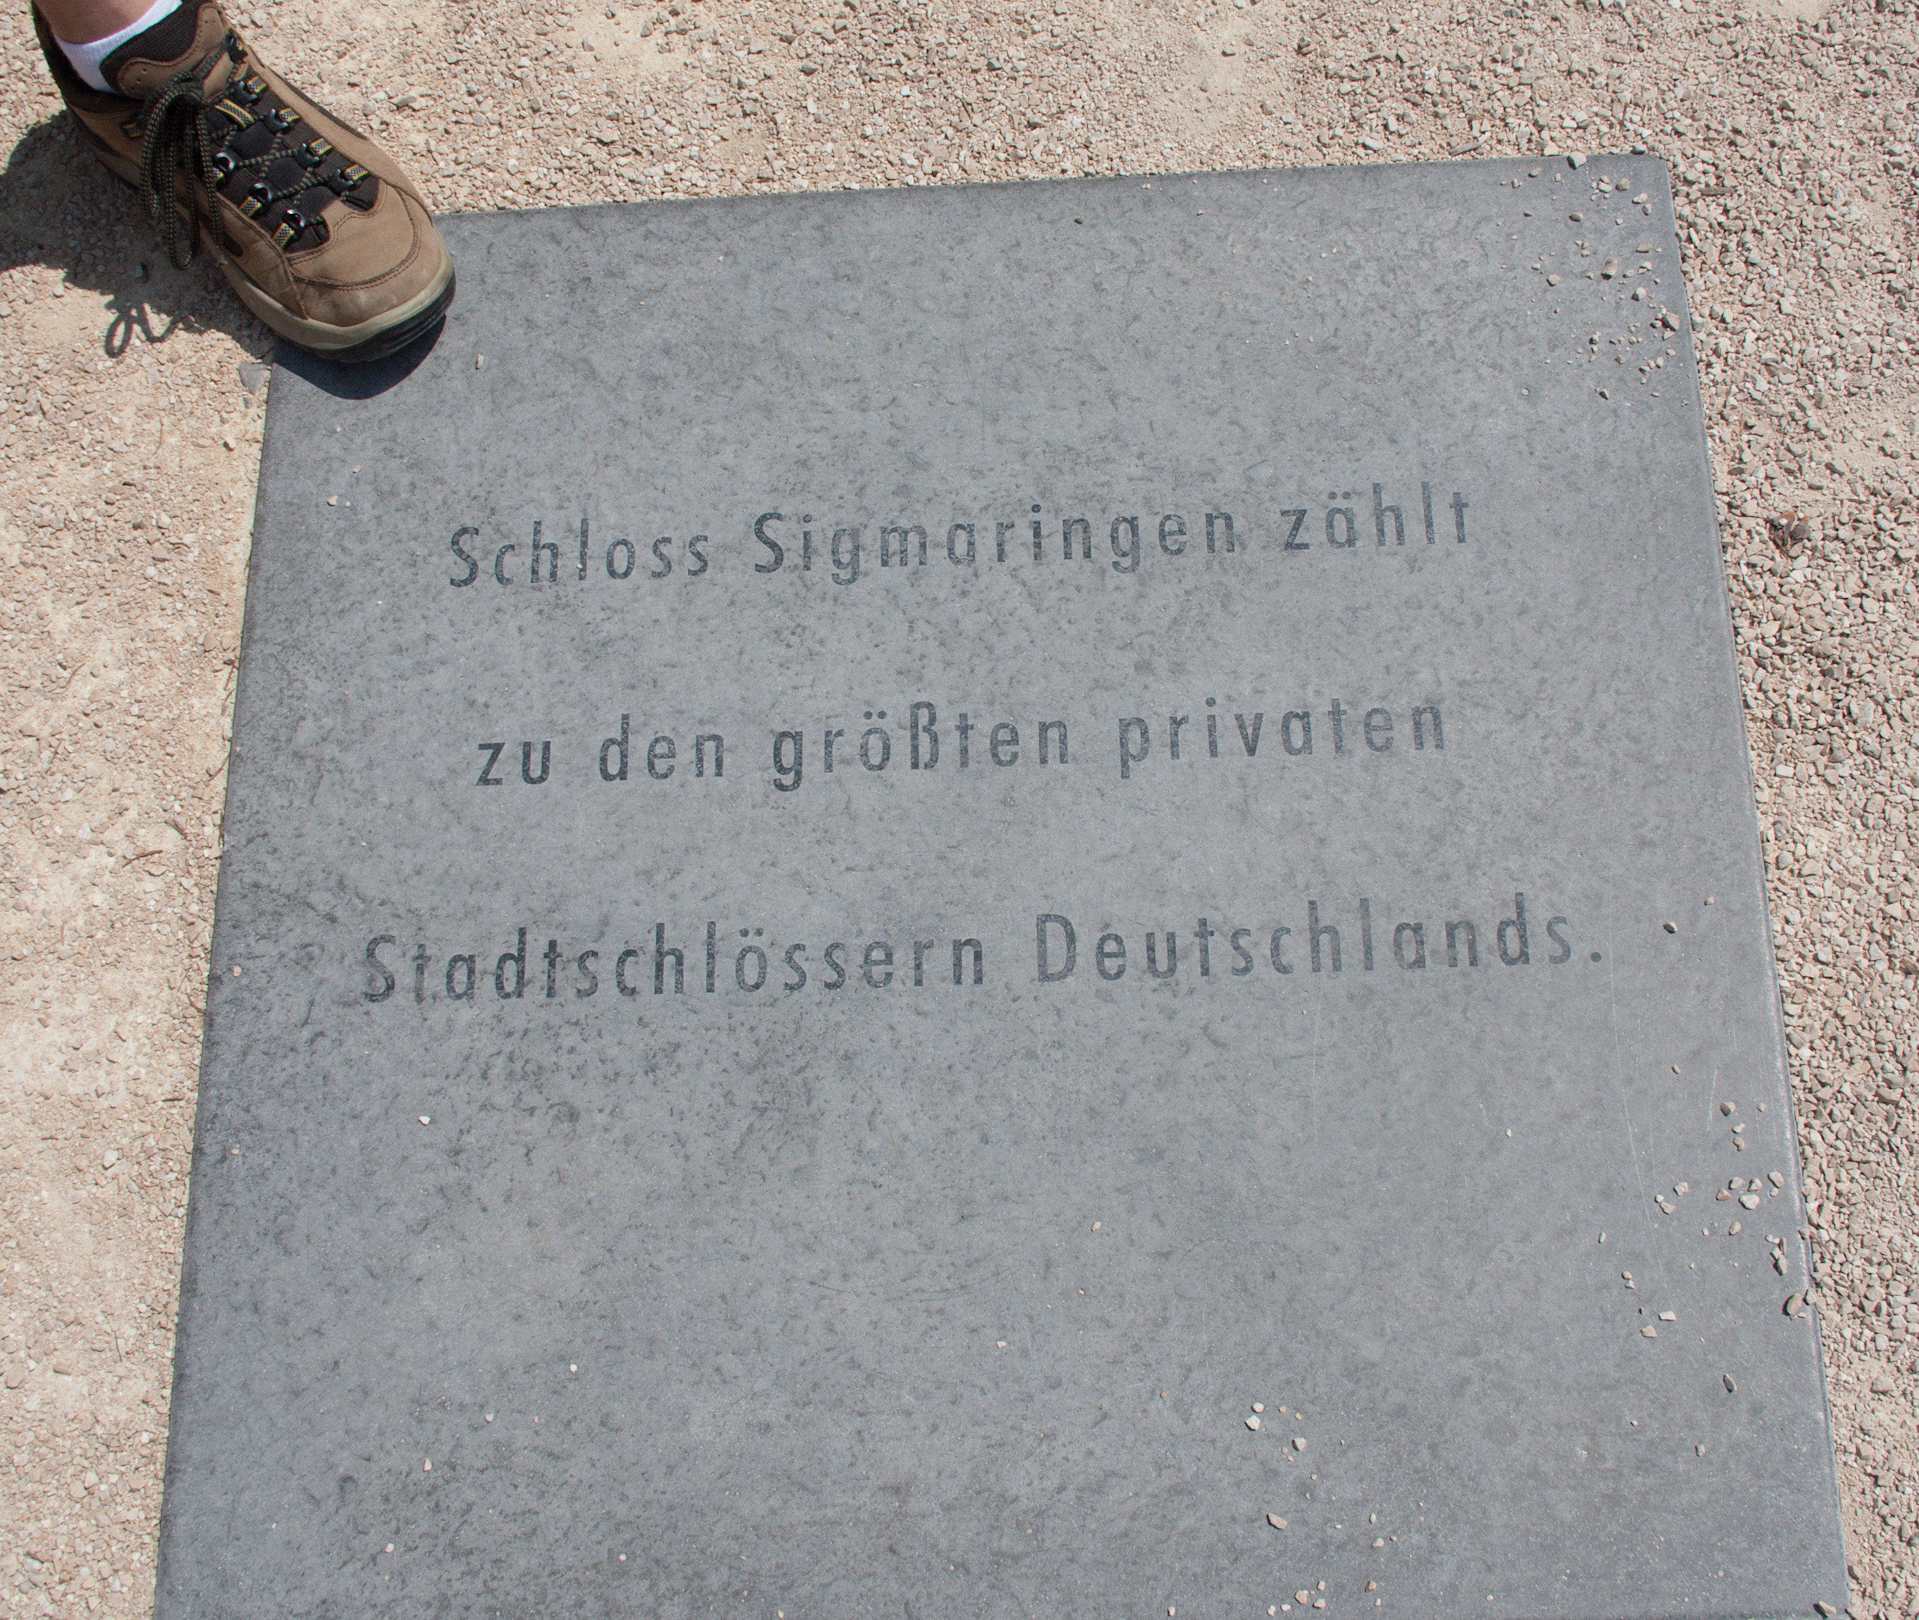 Schloss Sigmaringen zählt
zu den größten privaten
Stadtschlössern Deutschlands.